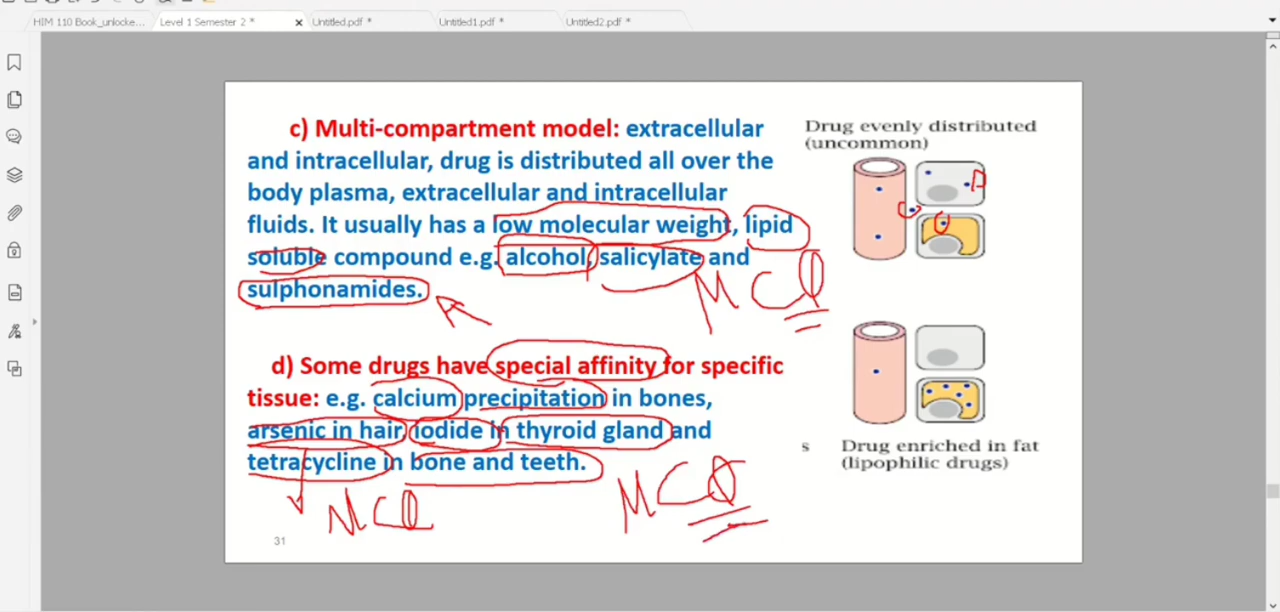 HIM 110 Book_unlocke... Level 1 Semester 2 * × Untitled.pdf * Untitled1.pdf * Untitled2.pdf *
c) Multi-compartment model: extracellular
and intracellular, drug is distributed all over the
body plasma, extracellular and intracellular
fluids. It usually has a low molecular weight, lipid
soluble compound e.g. alcohol, salicylate and
sulphonamides.
MCQ
d) Some drugs have special affinity for specific
tissue: e.g. calcium precipitation in bones,
arsenic in hair, iodide in thyroid gland and
tetracycline in bone and teeth.
MCQ
MCQ
31
Drug evenly distributed
(uncommon)
s Drug enriched in fat
(lipophilic drugs)